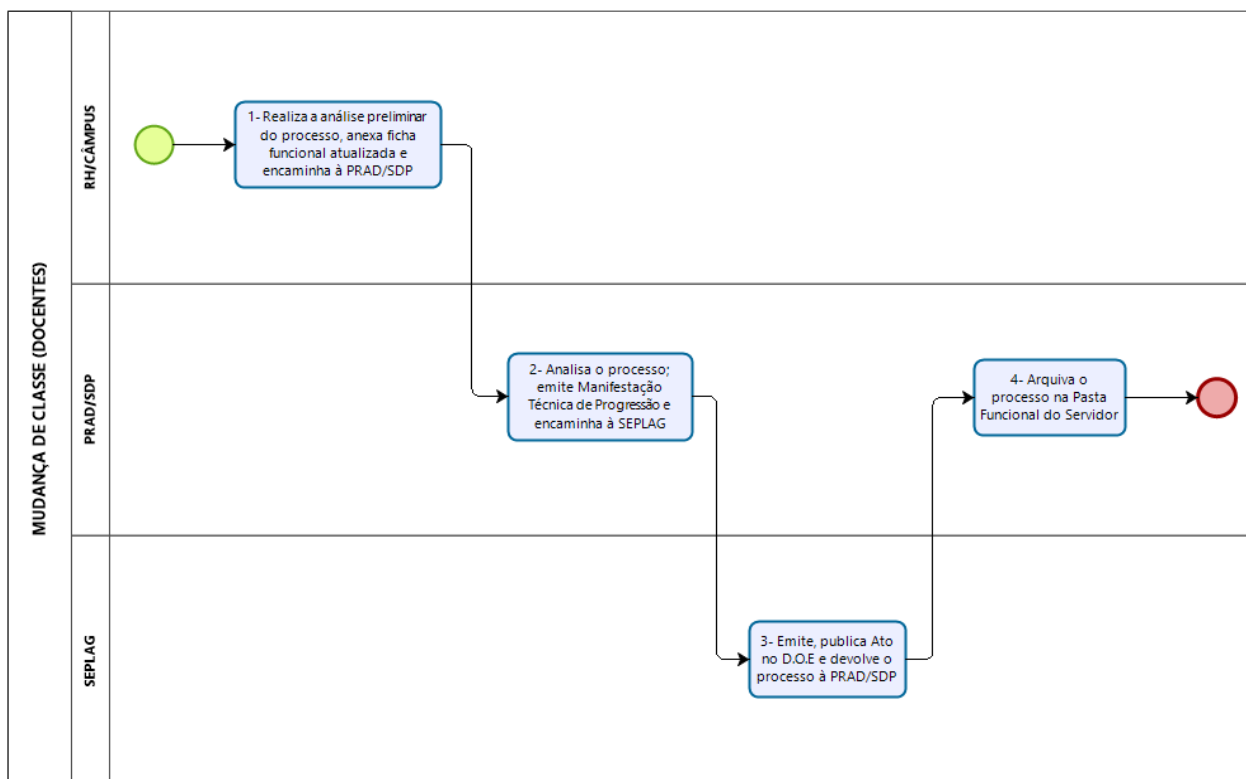 MUDANÇA DE CLASSE (DOCENTES)
RH/CÂMPUS
1- Realiza a análise preliminar
do processo, anexa ficha
funcional atualizada e
encaminha à PRAD/SDP
PRAD/SDP
2- Analisa o processo;
emite Manifestação
Técnica de Progressão e
encaminha à SEPLAG
4- Arquiva o
processo na Pasta
Funcional do Servidor
SEPLAG
3- Emite, publica Ato
no D.O.E e devolve o
processo à PRAD/SDP